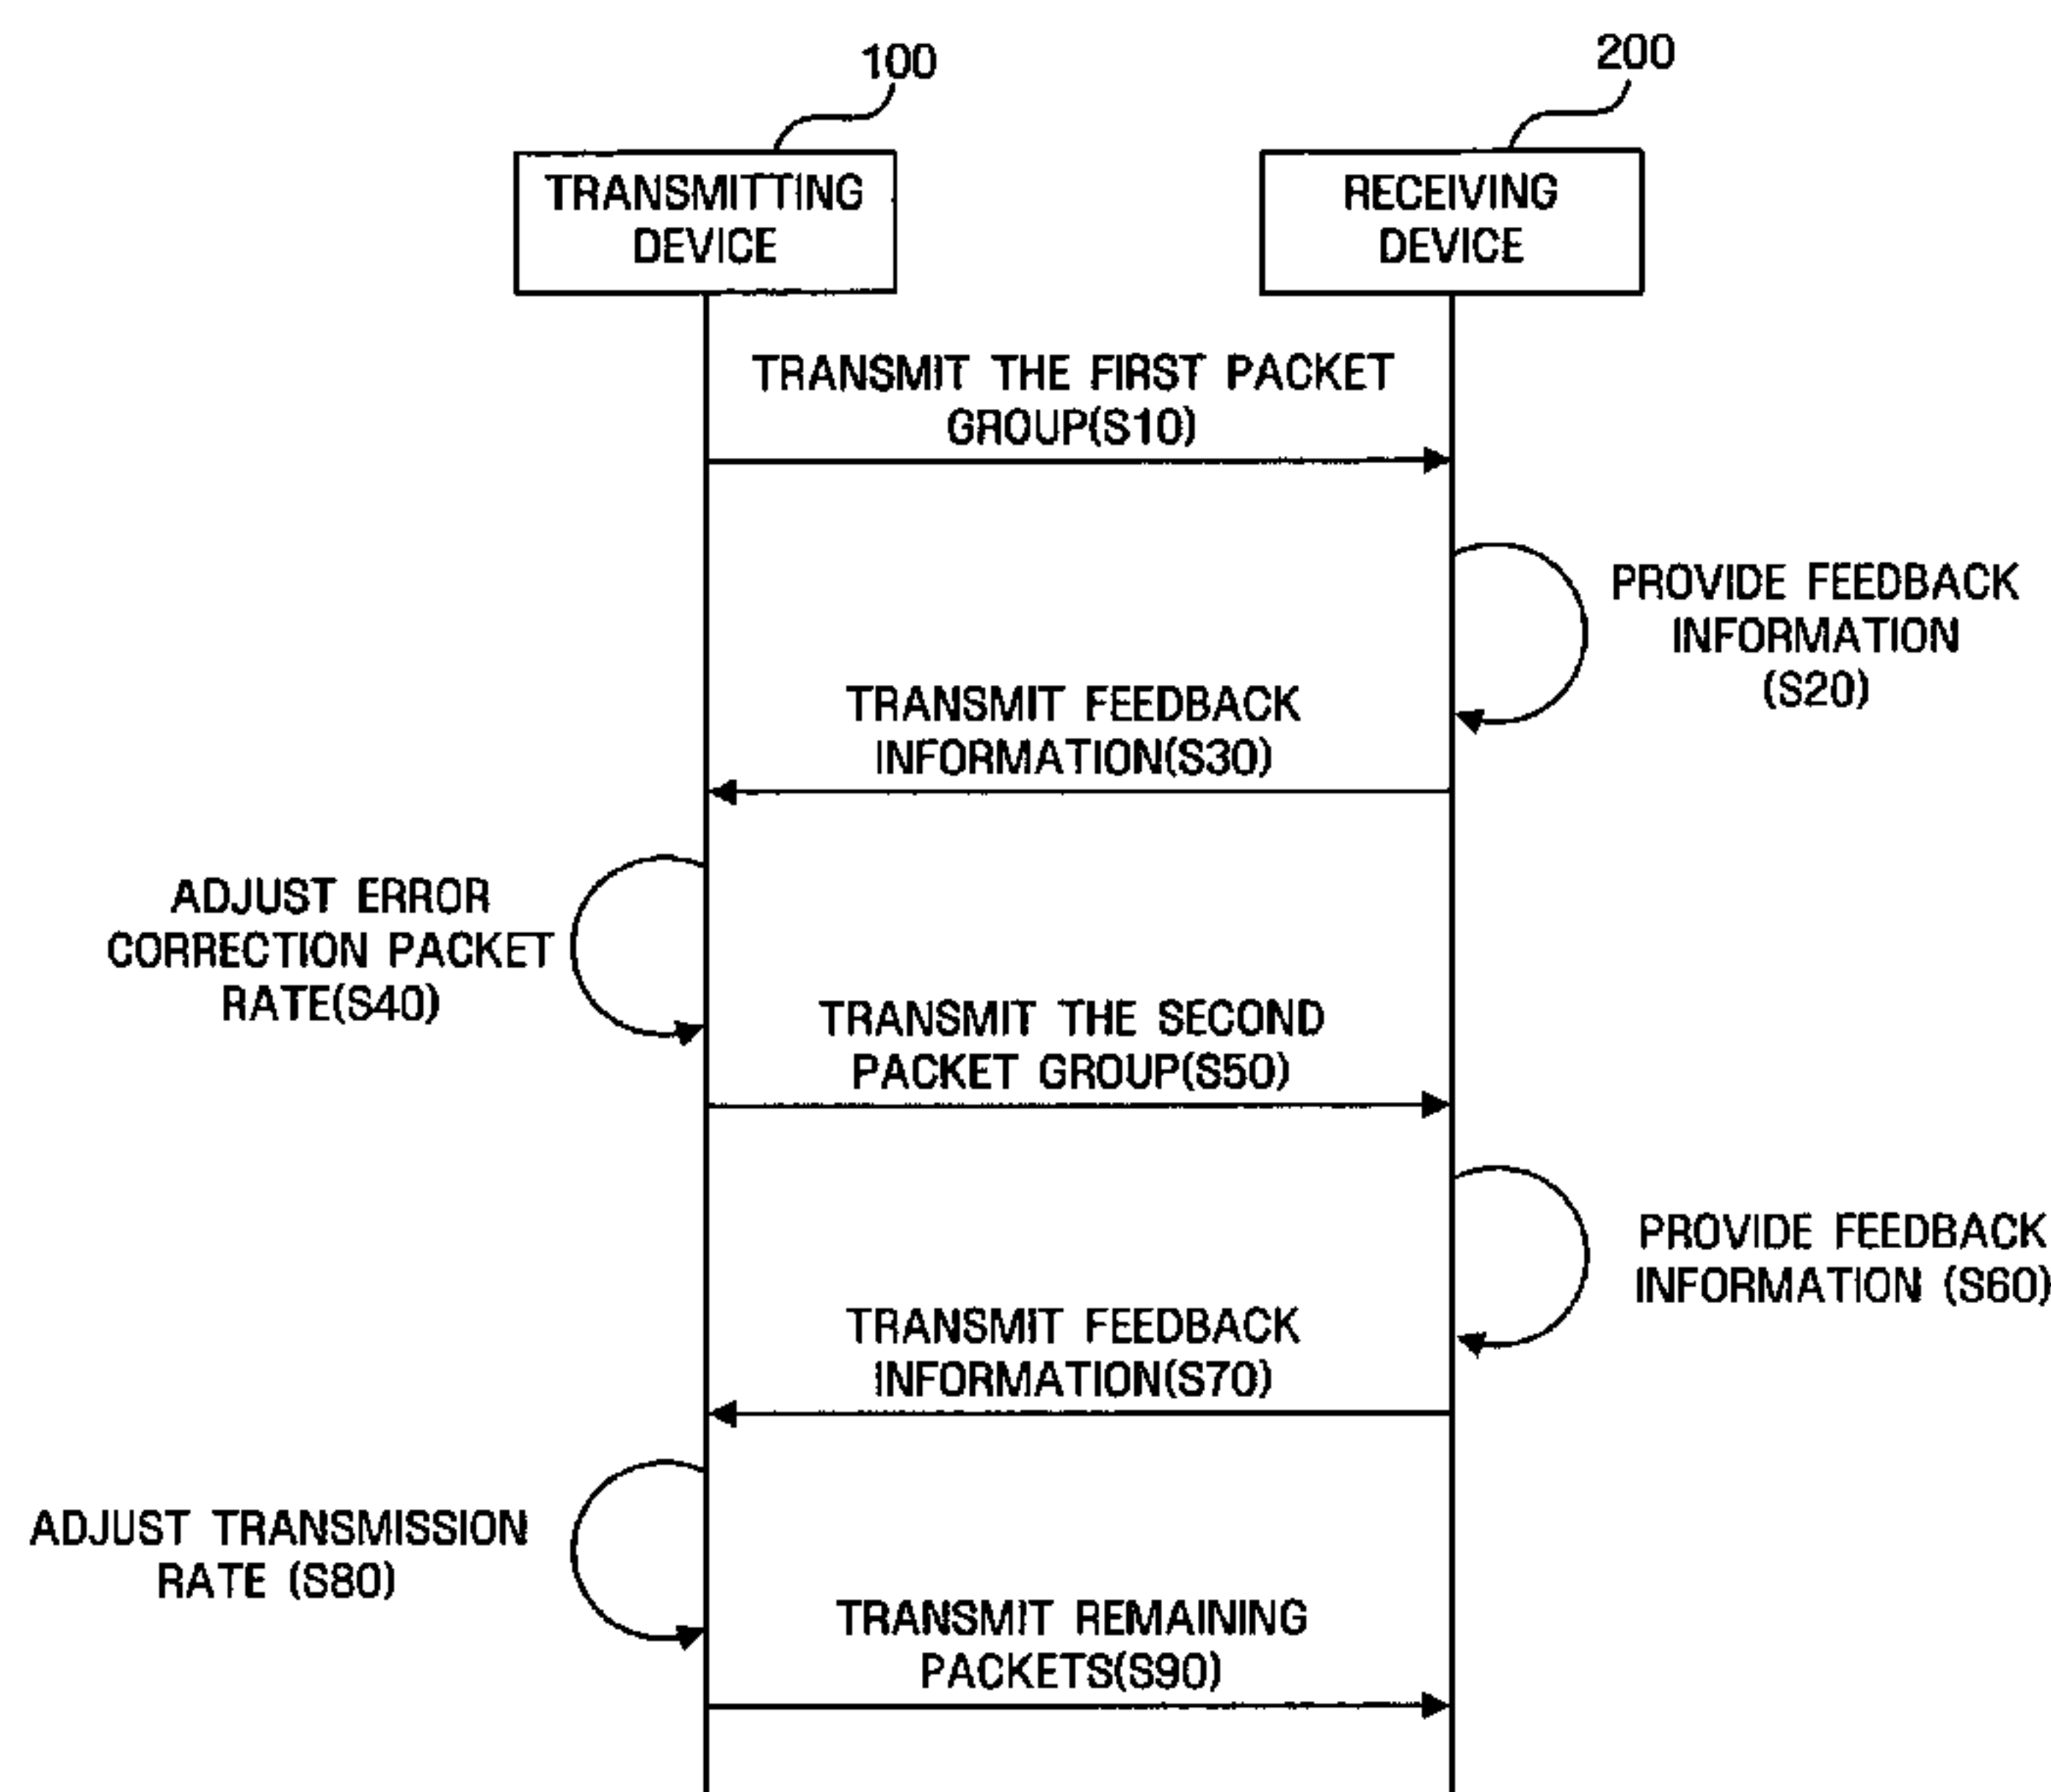 100
200
TRANSMITTING
DEVICE
RECEIVING
DEVICE
TRANSMIT THE FIRST PACKET
GROUP(S10)
PROVIDE FEEDBACK
INFORMATION
(S20)
TRANSMIT FEEDBACK
INFORMATION(S30)
ADJUST ERROR
CORRECTION PACKET
RATE(S40)
TRANSMIT THE SECOND
PACKET GROUP(S50)
PROVIDE FEEDBACK
INFORMATION (S60)
TRANSMIT FEEDBACK
INFORMATION(S70)
ADJUST TRANSMISSION
RATE (S80)
TRANSMIT REMAINING
PACKETS(S90)